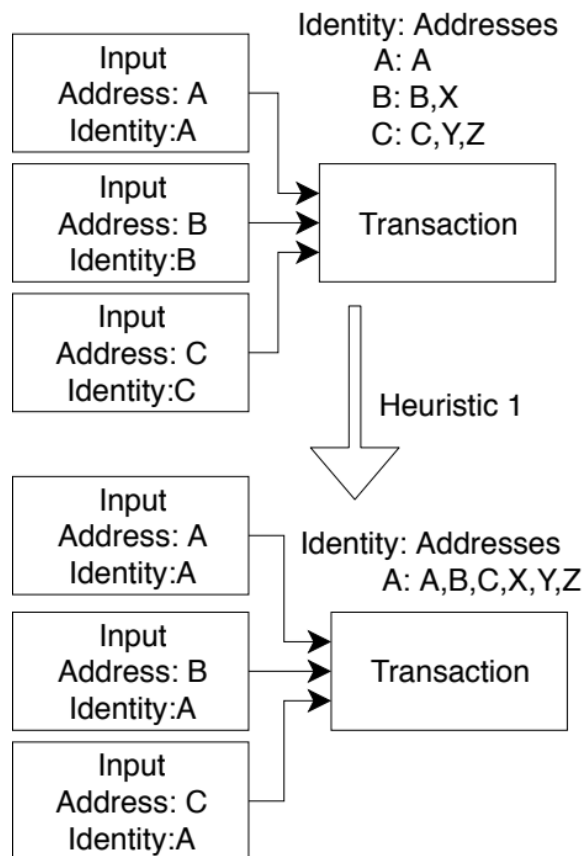 Input
Address: A
Identity:A
Input
Address: B
Identity:B
Input
Address: C
Identity:C
Identity: Addresses
A: A
B: B,X
C: C,Y,Z
Transaction
Heuristic 1
Input
Address: A
Identity:A
Input
Address: B
Identity:A
Input
Address: C
Identity:A
Identity: Addresses
A: A,B,C,X,Y,Z
Transaction